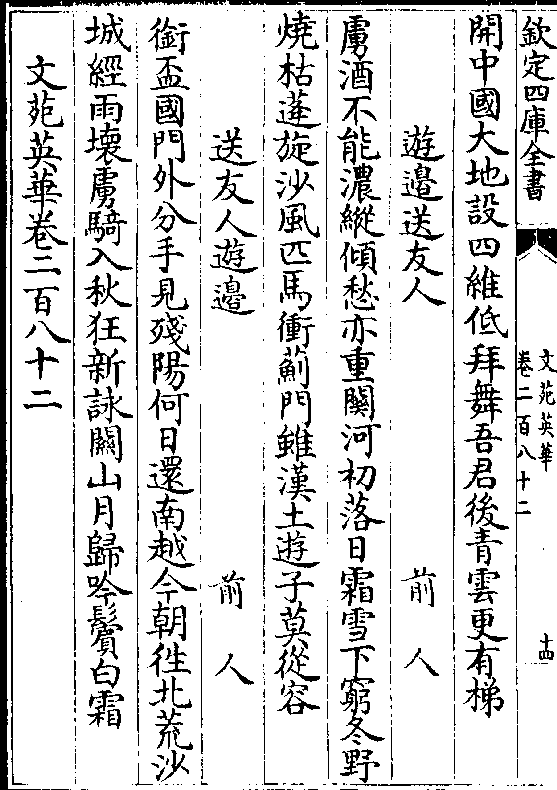 欽定四庫全書
文苑英華
卷二百八十二
十四
開中國大地設四維低拜舞吾君後青雲更有梯
遊邊送友人 前人
虜酒不能濃縱傾愁亦重關河初落日霜雪下窮冬野
燒枯蓬旋沙風匹馬衝薊門雖漢土遊子莫從容
送友人遊邊 前人
銜盃國門外分手見殘陽何日還南越今朝徃北荒沙
城經雨壞虜騎入秋狂新詠關山月歸吟鬢白霜
文苑英華卷二百八十二